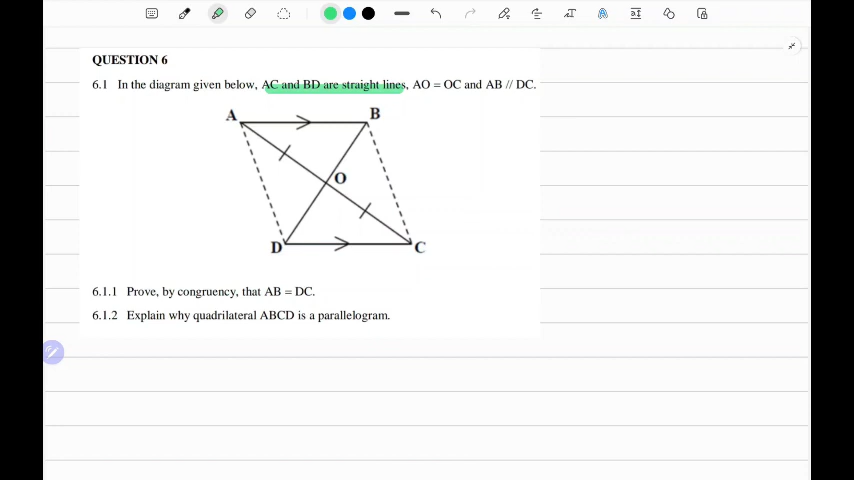 QUESTION 6
6.1 In the diagram given below, AC and BD are straight lines, AO = OC and AB // DC.
A
B
O
D
C
6.1.1 Prove, by congruency, that AB = DC.
6.1.2 Explain why quadrilateral ABCD is a parallelogram.